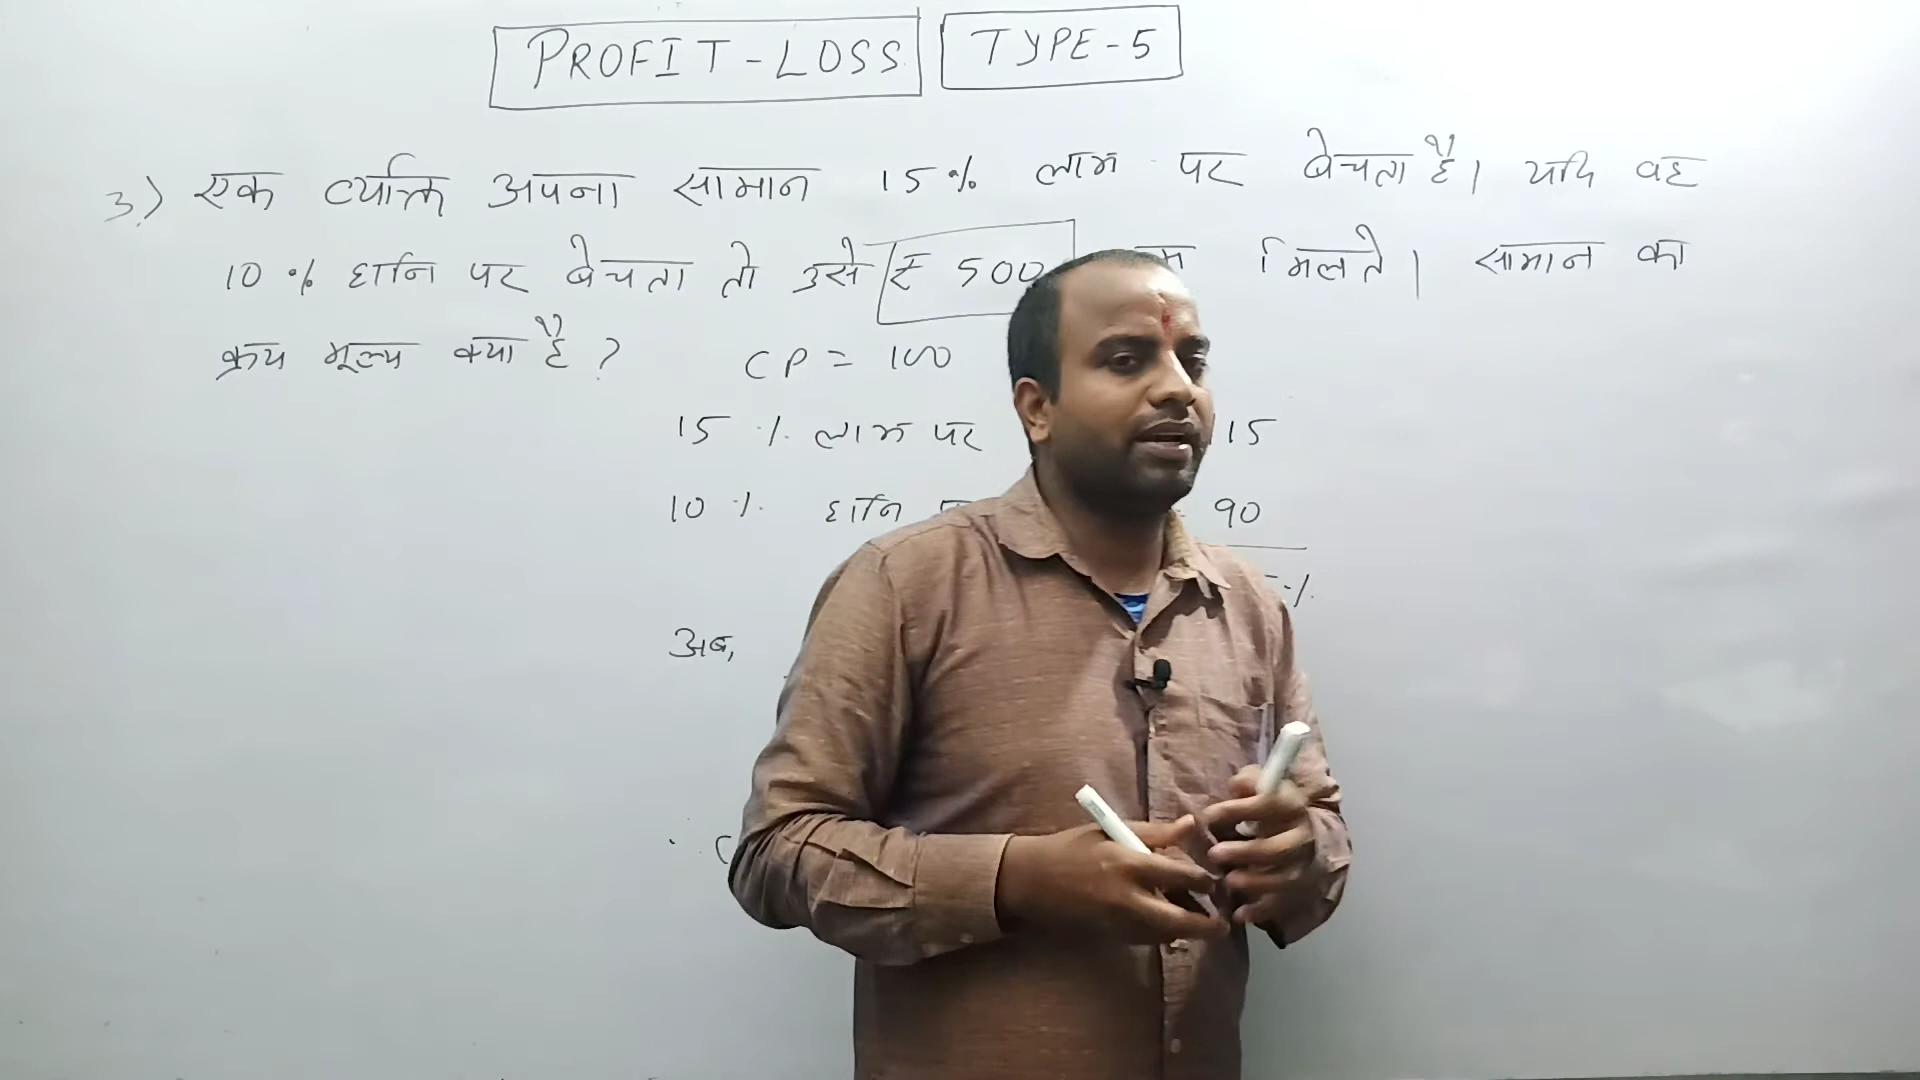 PROFIT-LOSS TYPE-5
3.) एक व्यक्ति अपना सामान 15% लाभ पर बेचता है। यदि वह
10% हानि पर बेचता तो उसे ₹ 500 मिलते। सामान का
क्रय मूल्य क्या है?
CP = 100
15% लाभ पर 115
10% हानि 90
%
अब,